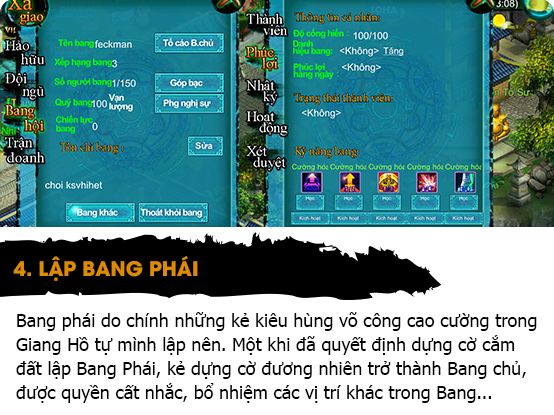 Xã giao
Hảo hữu
Đội ngũ
Bang hội
Trận doanh
Tên bang feckman
Tố cáo B.chủ
Xếp hạng bang 3
Số người bang 1/150
Góp bạc
Quỹ bang 100 Vạn lượng
Phg nghị sự
Chiến lực bang 0
Tôn chỉ bang :
Sửa
choi ksvhihet
Bang khác
Thoát khỏi bang
Thành viên
Phúc lợi
Nhật ký
Hoạt động
Xét duyệt
Thông tin cá nhân:
Độ cống hiến 100/100
Danh hiệu bang: <Không> Tăng
Phúc lợi hàng ngày <Không>
Trạng thái thành viên:
<Không>
Kỹ năng bang:
Cường hóa Cường hóa Cường hóa Cường hóa Cường hóa
Học Học Học Học Học
Kích hoạt Kích hoạt Kích hoạt Kích hoạt Kích hoạt
3:08)
Tổ Sư
4. LẬP BANG PHÁI
Bang phái do chính những kẻ kiêu hùng võ công cao cường trong
Giang Hồ tự mình lập nên. Một khi đã quyết định dựng cờ cắm
đất lập Bang Phái, kẻ dựng cờ đương nhiên trở thành Bang chủ,
được quyền cất nhắc, bổ nhiệm các vị trí khác trong Bang...